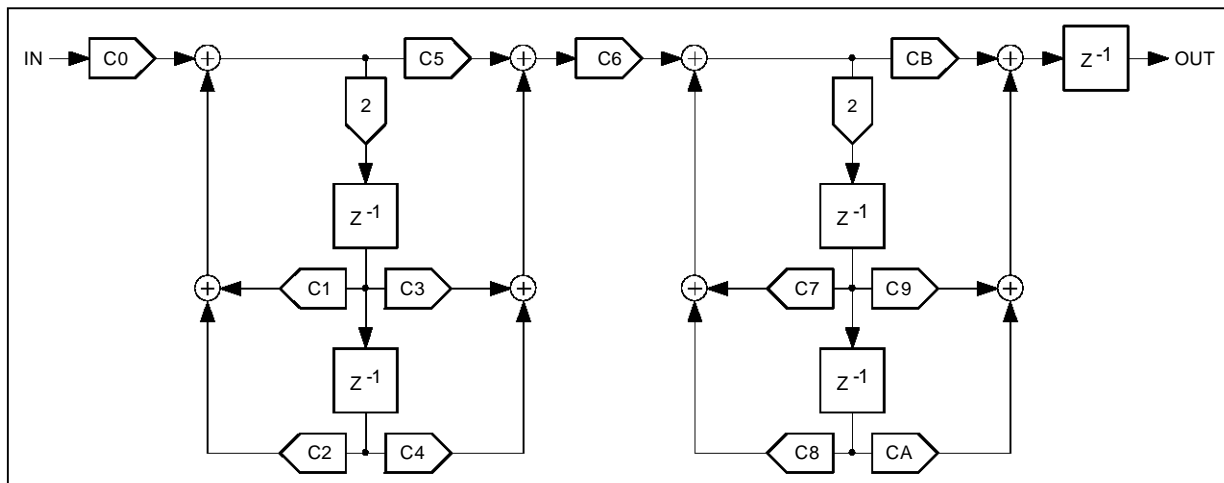 IN C0 + C5 + C6 + CB + Z-1 OUT
2 2
Z-1 Z-1
+ C1 C3 + + C7 C9 +
Z-1 Z-1
C2 C4 C8 CA